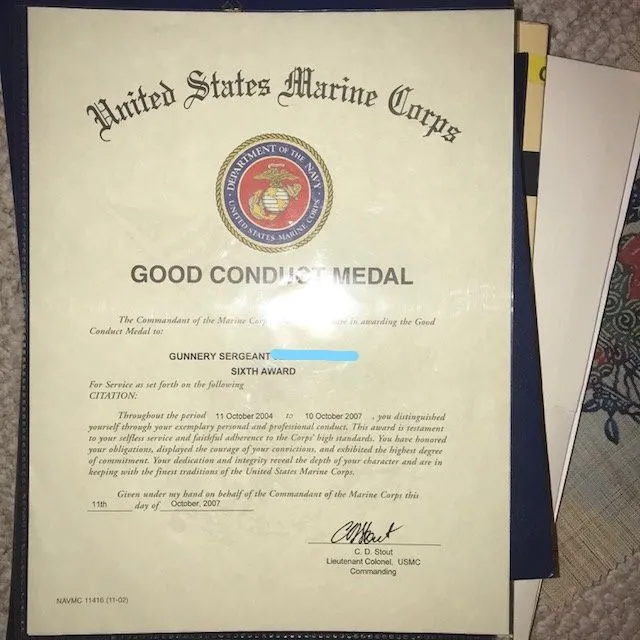 United States Marine Corps
DEPARTMENT OF THE NAVY
UNITED STATES MARINE CORPS
GOOD CONDUCT MEDAL
The Commandant of the Marine in awarding the Good
Conduct Medal to:
GUNNERY SERGEANT
SIXTH AWARD
For Service as set forth on the following
CITATION:
Throughout the period 11 October 2004 to 10 October 2007 , you distinguished
yourself through your exemplary personal and professional conduct. This award is testament
to your selfless service and faithful adherence to the Corps' high standards. You have honored
your obligations, displayed the courage of your convictions, and exhibited the highest degree
of commitment. Your dedication and integrity reveal the depth of your character and are in
keeping with the finest traditions of the United States Marine Corps.
Given under my hand on behalf of the Commandant of the Marine Corps this
11th day of October, 2007
C. D. Stout
Lieutenant Colonel, USMC
Commanding
NAVMC 11416 (11-02)